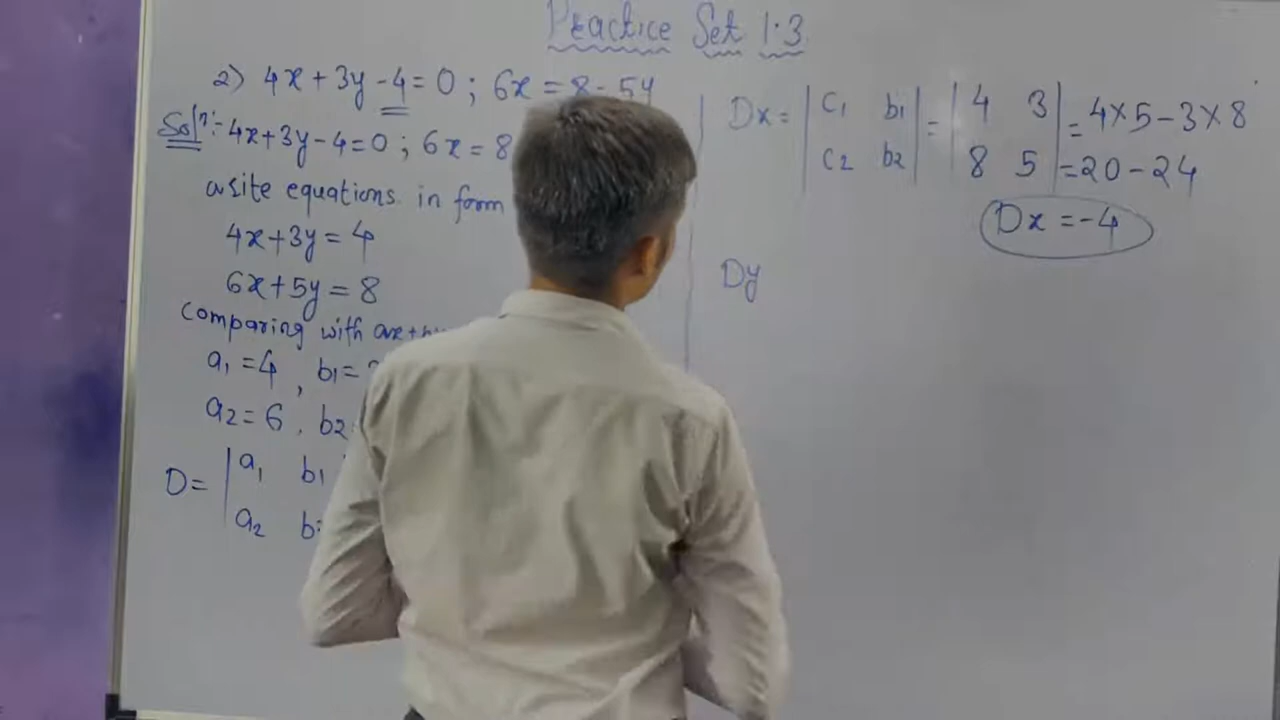 Practice Set 1.3
2) 4x + 3y - 4 = 0 ; 6x = 8 - 5y
Solⁿ:- 4x + 3y - 4 = 0 ; 6x = 8
write equations in form
4x + 3y = 4
6x + 5y = 8
comparing with ax +
a₁ = 4 , b₁ =
a₂ = 6 , b₂
D = | a₁ b₁
a₂
Dx = | c₁ b₁ | = | 4 3 | = 4×5 - 3×8
| c₂ b₂ | | 8 5 | = 20 - 24
Dx = -4
Dy